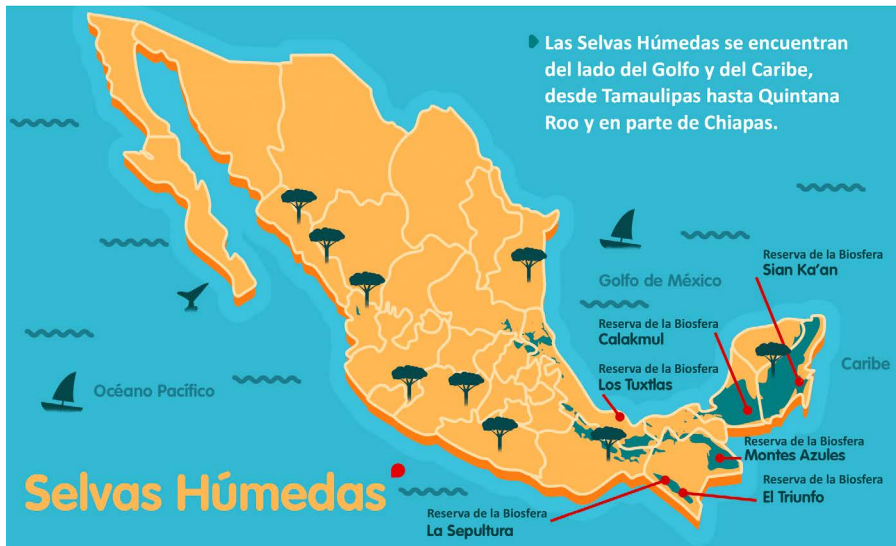 Las Selvas Húmedas se encuentran
del lado del Golfo y del Caribe,
desde Tamaulipas hasta Quintana
Roo y en parte de Chiapas.
Reserva de la Biosfera
Sian Ka'an
Golfo de México
Reserva de la Biosfera
Calakmul
Caribe
Reserva de la Biosfera
Los Tuxtlas
Océano Pacífico
Reserva de la Biosfera
Montes Azules
Reserva de la Biosfera
El Triunfo
Selvas Húmedas
Reserva de la Biosfera
La Sepultura